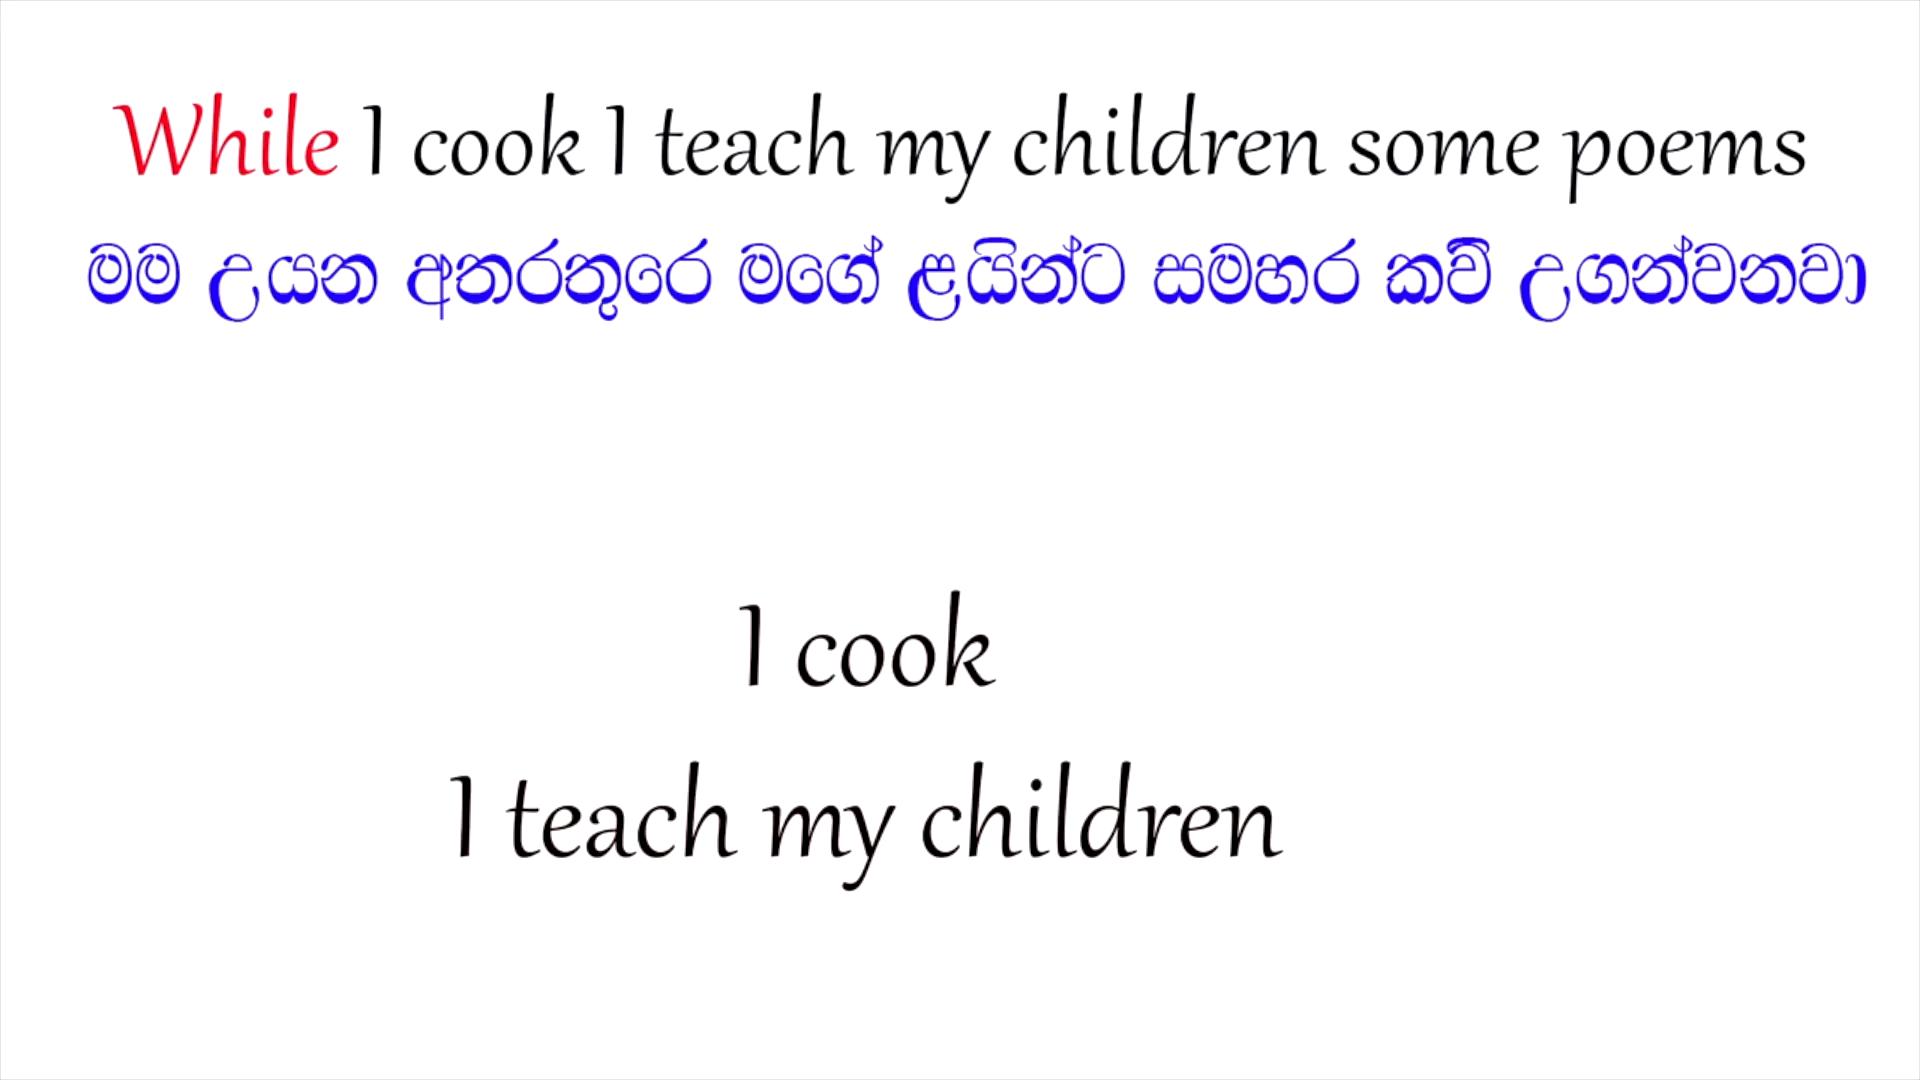 While I cook I teach my children some poems
මම උයන අතරතුරෙ මගේ ළයින්ට සමහර කවි උගන්වනවා
I cook
I teach my children